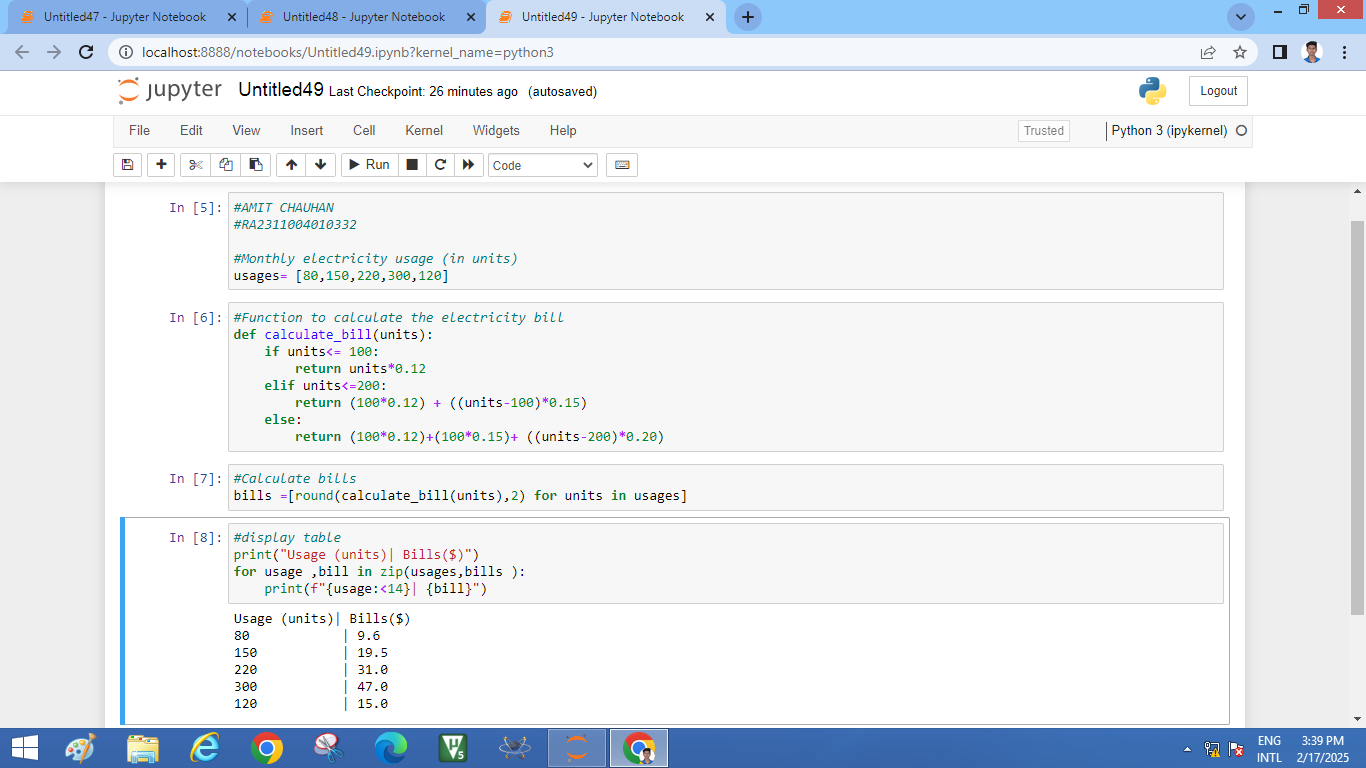 Untitled47 - Jupyter Notebook
Untitled48 - Jupyter Notebook
Untitled49 - Jupyter Notebook
localhost:8888/notebooks/Untitled49.ipynb?kernel_name=python3
jupyter Untitled49 Last Checkpoint: 26 minutes ago (autosaved)
Logout
File Edit View Insert Cell Kernel Widgets Help
Trusted
Python 3 (ipykernel)
Run
Code
In [5]:
#AMIT CHAUHAN
#RA2311004010332
#Monthly electricity usage (in units)
usages= [80,150,220,300,120]
In [6]:
#Function to calculate the electricity bill
def calculate_bill(units):
    if units<= 100:
        return units*0.12
    elif units<=200:
        return (100*0.12) + ((units-100)*0.15)
    else:
        return (100*0.12)+(100*0.15)+ ((units-200)*0.20)
In [7]:
#Calculate bills
bills =[round(calculate_bill(units),2) for units in usages]
In [8]:
#display table
print("Usage (units)| Bills($)")
for usage ,bill in zip(usages,bills ):
    print(f"{usage:<14}| {bill}")
Usage (units)| Bills($)
80            | 9.6
150           | 19.5
220           | 31.0
300           | 47.0
120           | 15.0
ENG
INTL
3:39 PM
2/17/2025